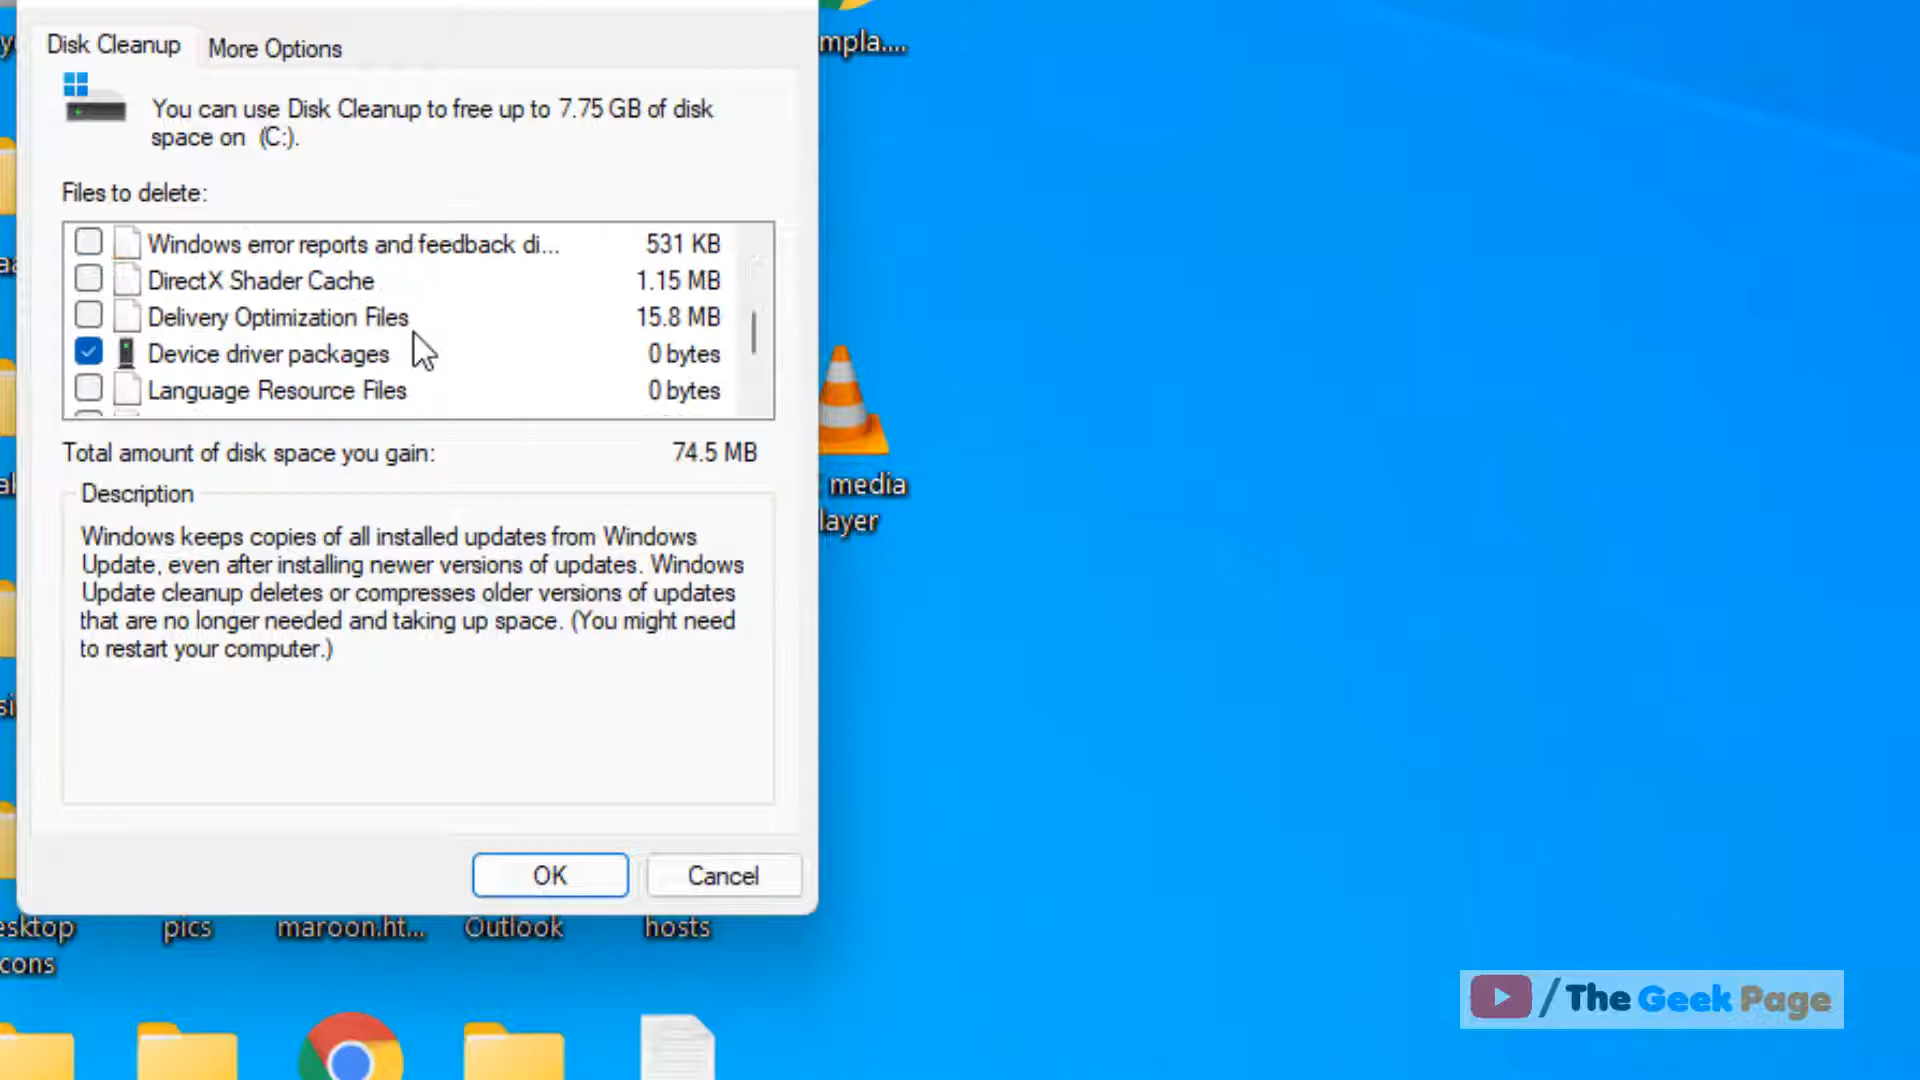 Disk Cleanup
More Options
mpla....
You can use Disk Cleanup to free up to 7.75 GB of disk
space on (C:).
Files to delete:
Windows error reports and feedback di... 531 KB
DirectX Shader Cache 1.15 MB
Delivery Optimization Files 15.8 MB
Device driver packages 0 bytes
Language Resource Files 0 bytes
Total amount of disk space you gain: 74.5 MB
media
layer
Description
Windows keeps copies of all installed updates from Windows
Update, even after installing newer versions of updates. Windows
Update cleanup deletes or compresses older versions of updates
that are no longer needed and taking up space. (You might need
to restart your computer.)
OK
Cancel
esktop
cons
pics
maroon.ht...
Outlook
hosts
/The Geek Page